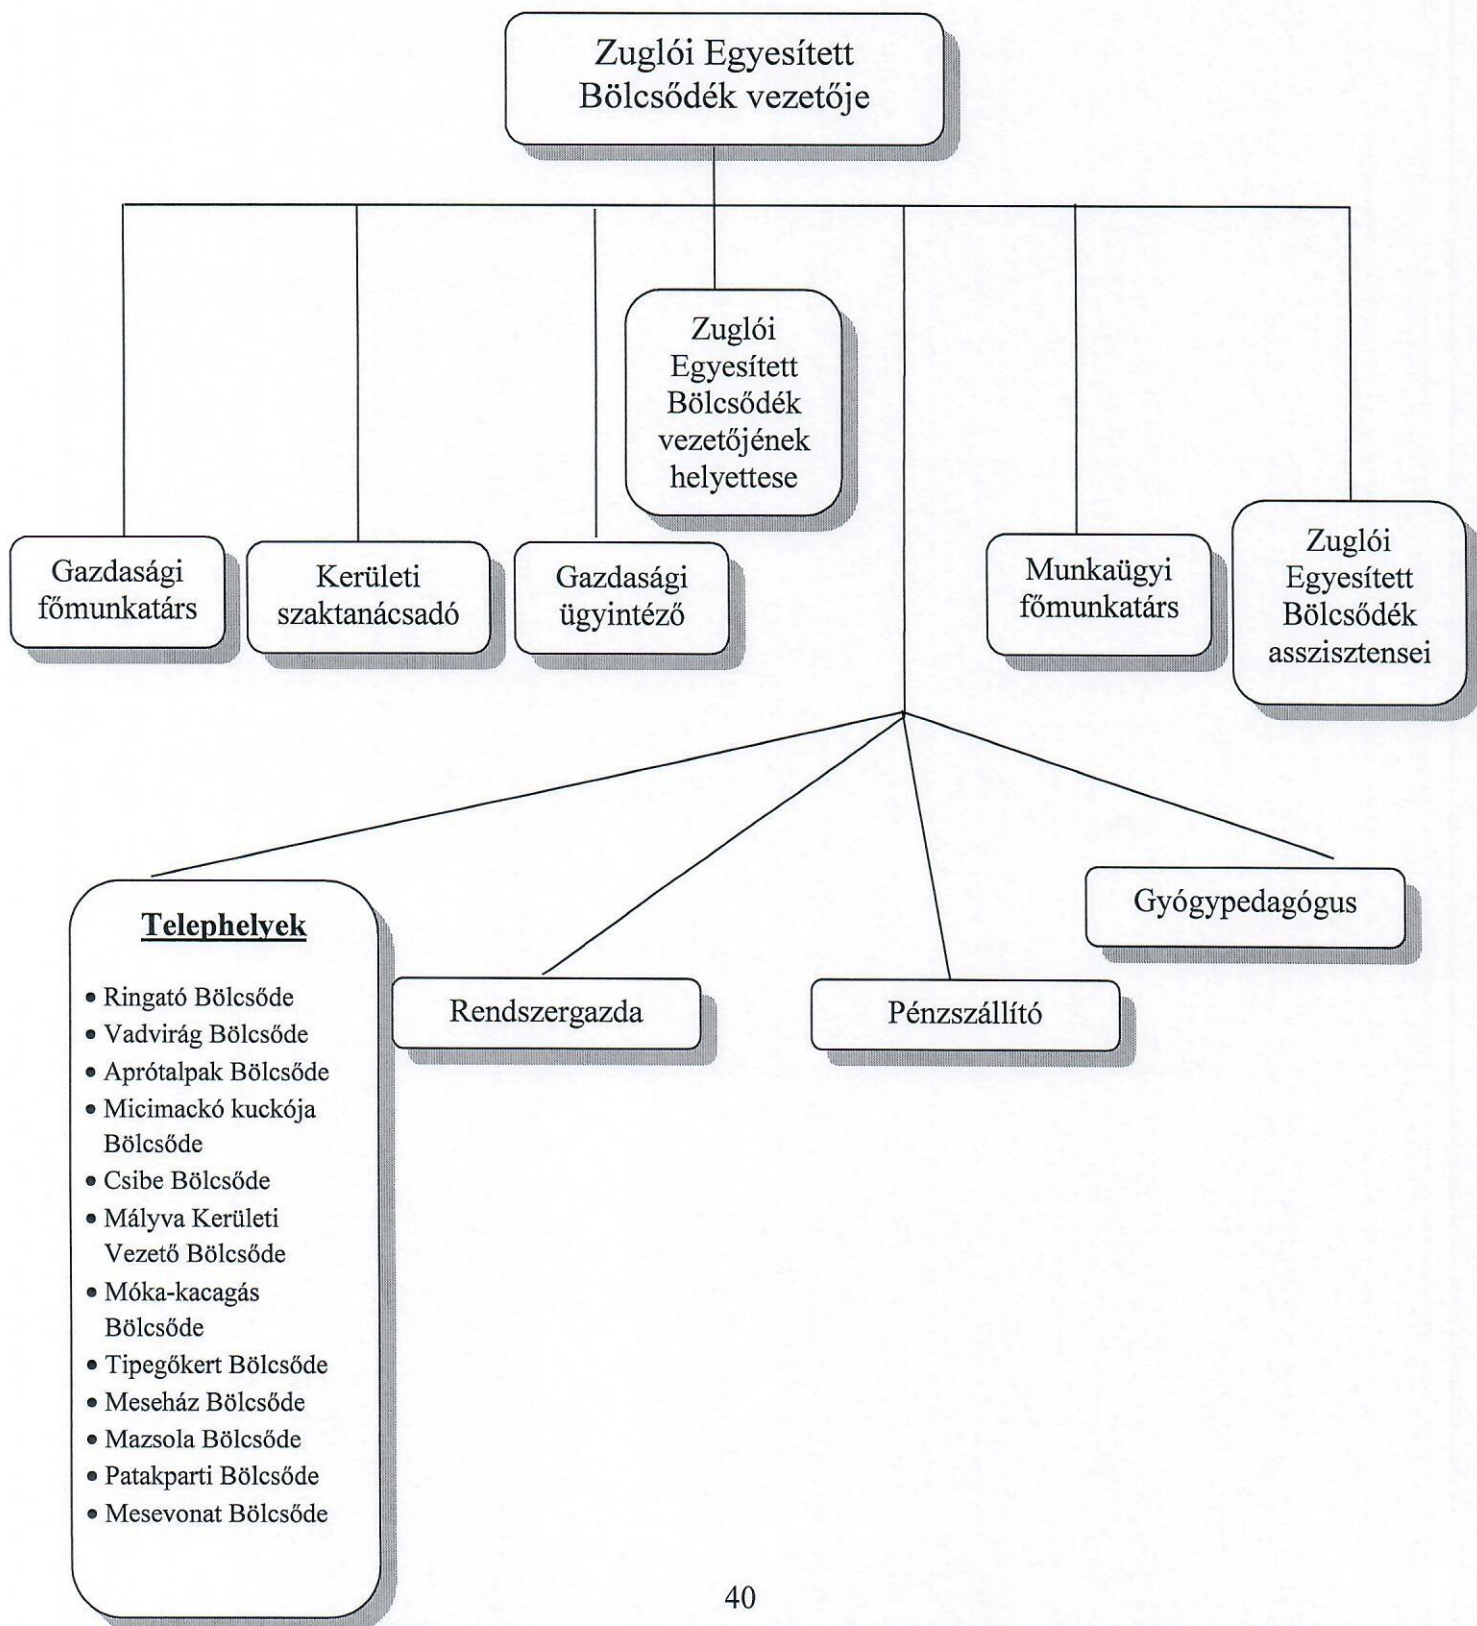 Zuglói Egyesített
Bölcsődék vezetője
Zuglói
Egyesített
Bölcsődék
vezetőjének
helyettese
Gazdasági
főmunkatárs
Kerületi
szaktanácsadó
Gazdasági
ügyintéző
Munkaügyi
főmunkatárs
Zuglói
Egyesített
Bölcsődék
asszisztensei
Telephelyek
• Ringató Bölcsőde
• Vadvirág Bölcsőde
• Aprótalpak Bölcsőde
• Micimackó kuckója
Bölcsőde
• Csibe Bölcsőde
• Mályva Kerületi
Vezető Bölcsőde
• Móka-kacagás
Bölcsőde
• Tipegőkert Bölcsőde
• Meseház Bölcsőde
• Mazsola Bölcsőde
• Patakparti Bölcsőde
• Mesevonat Bölcsőde
Rendszergazda
Pénzszállító
Gyógypedagógus
40